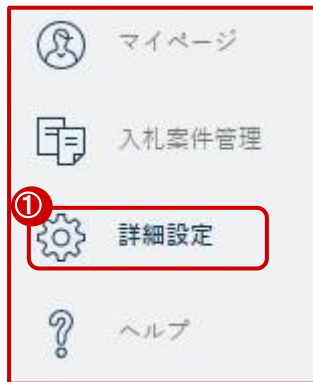 マイページ
入札案件管理
①
詳細設定
ヘルプ